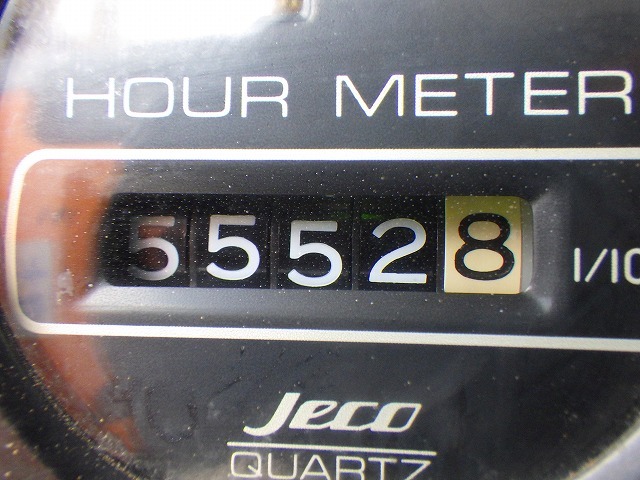 HOUR METER
55528
1/10
Jeco
QUARTZ